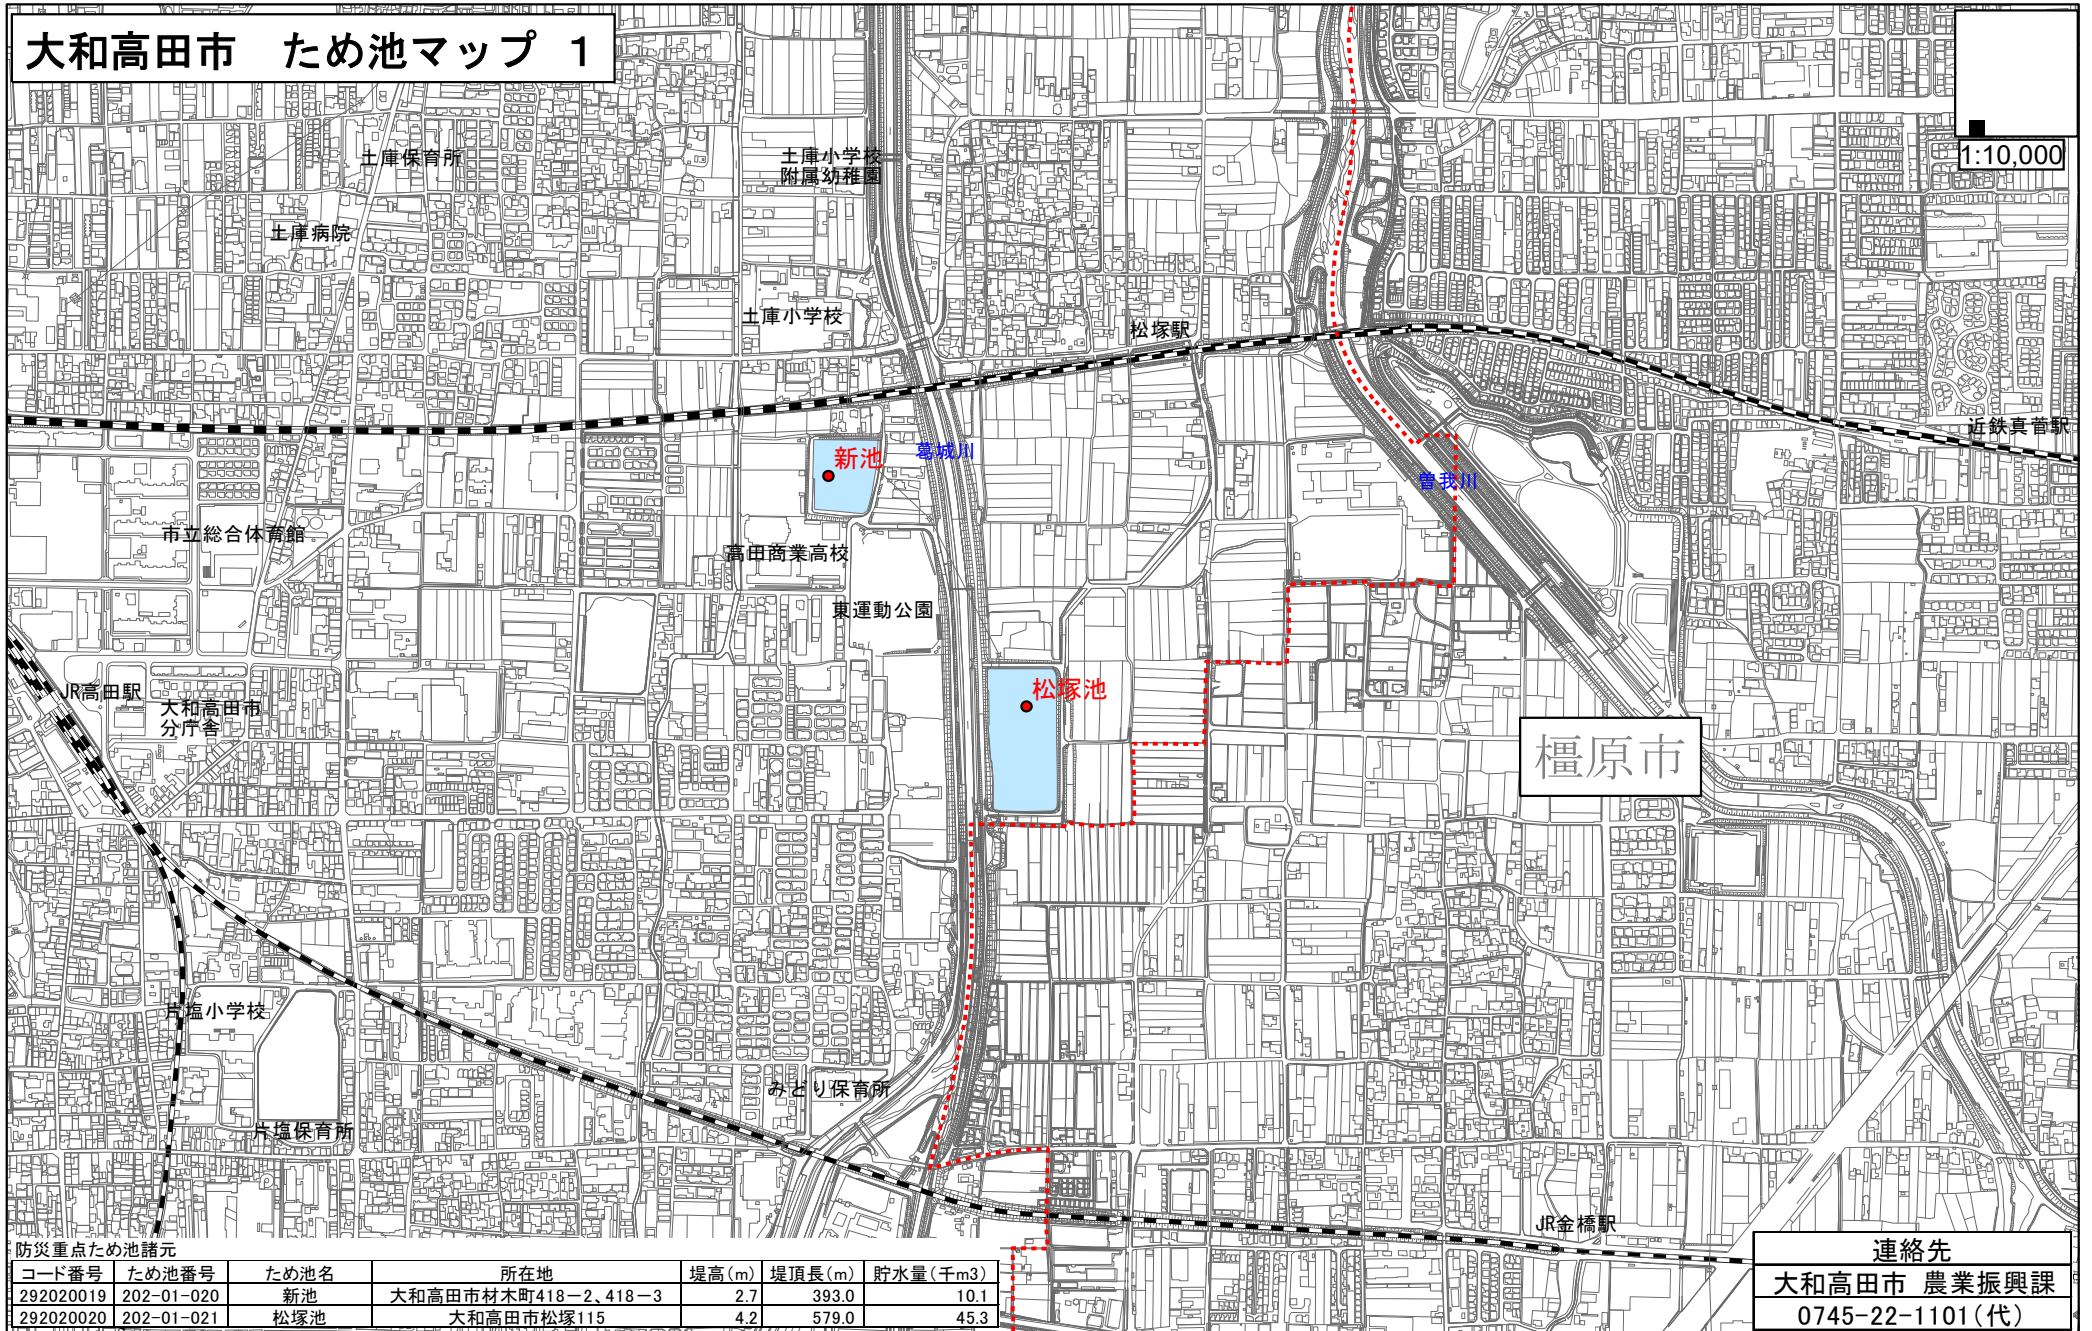 大和高田市　ため池マップ 1
1:10,000
土庫保育所
土庫小学校
附属幼稚園
土庫病院
土庫小学校
松塚駅
近鉄真菅駅
新池
葛城川
曽我川
市立総合体育館
高田商業高校
東運動公園
JR高田駅
大和高田市
分庁舎
松塚池
橿原市
片塩小学校
みどり保育所
片塩保育所
JR金橋駅
防災重点ため池諸元
コード番号 ため池番号 ため池名 所在地 堤高(m) 堤頂長(m) 貯水量(千m3)
292020019 202-01-020 新池 大和高田市材木町418－2、418－3 2.7 393.0 10.1
292020020 202-01-021 松塚池 大和高田市松塚115 4.2 579.0 45.3
連絡先
大和高田市 農業振興課
0745-22-1101(代)